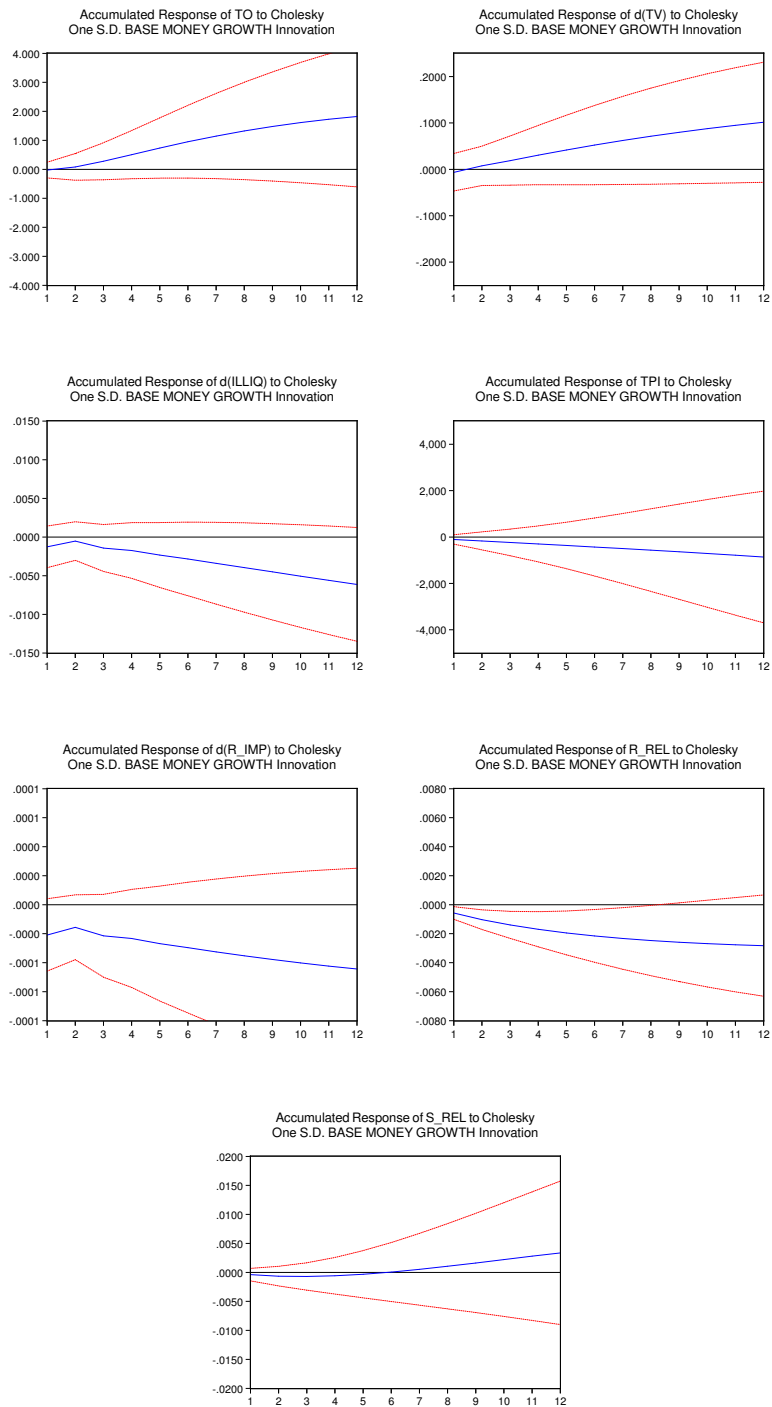 Accumulated Response of TO to Cholesky
One S.D. BASE MONEY GROWTH Innovation
4.000
3.000
2.000
1.000
0.000
-1.000
-2.000
-3.000
-4.000
1 2 3 4 5 6 7 8 9 10 11 12
Accumulated Response of d(TV) to Cholesky
One S.D. BASE MONEY GROWTH Innovation
.2000
.1000
.0000
-.1000
-.2000
1 2 3 4 5 6 7 8 9 10 11 12
Accumulated Response of d(ILLIQ) to Cholesky
One S.D. BASE MONEY GROWTH Innovation
.0150
.0100
.0050
.0000
-.0050
-.0100
-.0150
1 2 3 4 5 6 7 8 9 10 11 12
Accumulated Response of TPI to Cholesky
One S.D. BASE MONEY GROWTH Innovation
4,000
2,000
0
-2,000
-4,000
1 2 3 4 5 6 7 8 9 10 11 12
Accumulated Response of d(R_IMP) to Cholesky
One S.D. BASE MONEY GROWTH Innovation
.0001
.0001
.0000
.0000
.0000
-.0000
-.0001
-.0001
-.0001
1 2 3 4 5 6 7 8 9 10 11 12
Accumulated Response of R_REL to Cholesky
One S.D. BASE MONEY GROWTH Innovation
.0080
.0060
.0040
.0020
.0000
-.0020
-.0040
-.0060
-.0080
1 2 3 4 5 6 7 8 9 10 11 12
Accumulated Response of S_REL to Cholesky
One S.D. BASE MONEY GROWTH Innovation
.0200
.0150
.0100
.0050
.0000
-.0050
-.0100
-.0150
-.0200
1 2 3 4 5 6 7 8 9 10 11 12